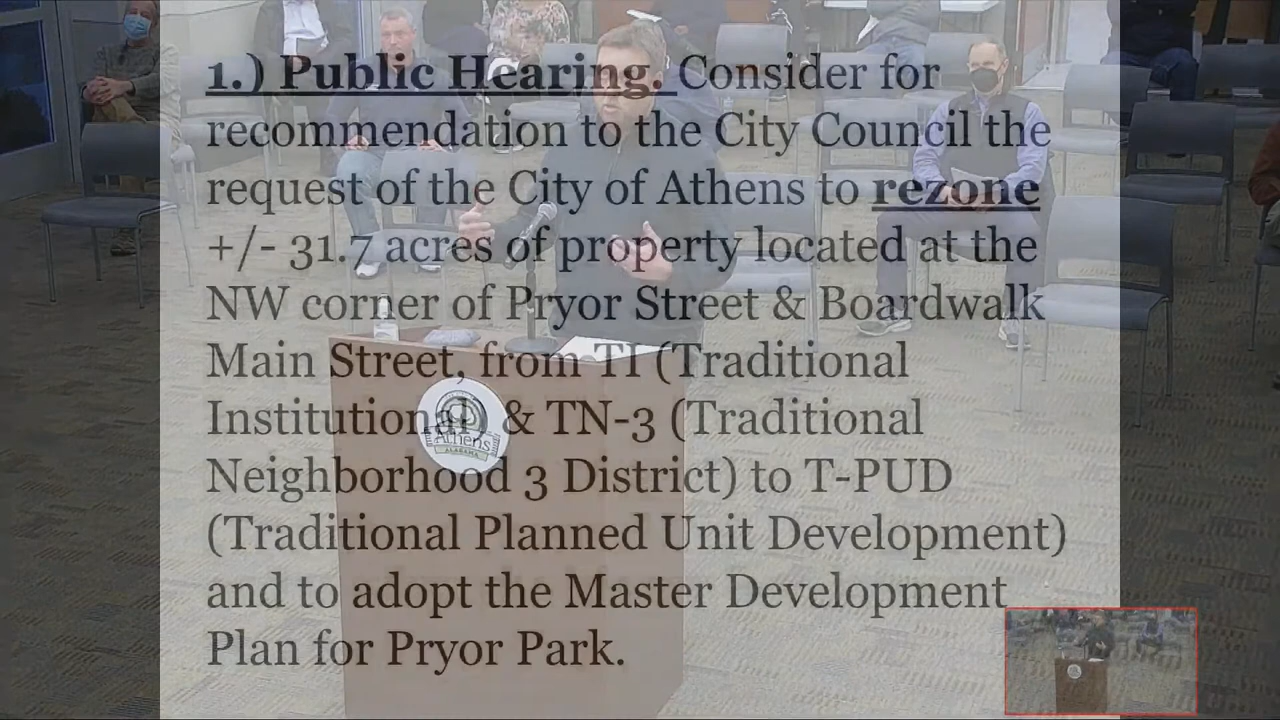 1.) Public Hearing. Consider for
recommendation to the City Council the
request of the City of Athens to rezone
+/- 31.7 acres of property located at the
NW corner of Pryor Street & Boardwalk
Main Street, from TI (Traditional
Institutional & TN-3 (Traditional
Neighborhood 3 District) to T-PUD
(Traditional Planned Unit Development)
and to adopt the Master Development
Plan for Pryor Park.
Athens
ALABAMA